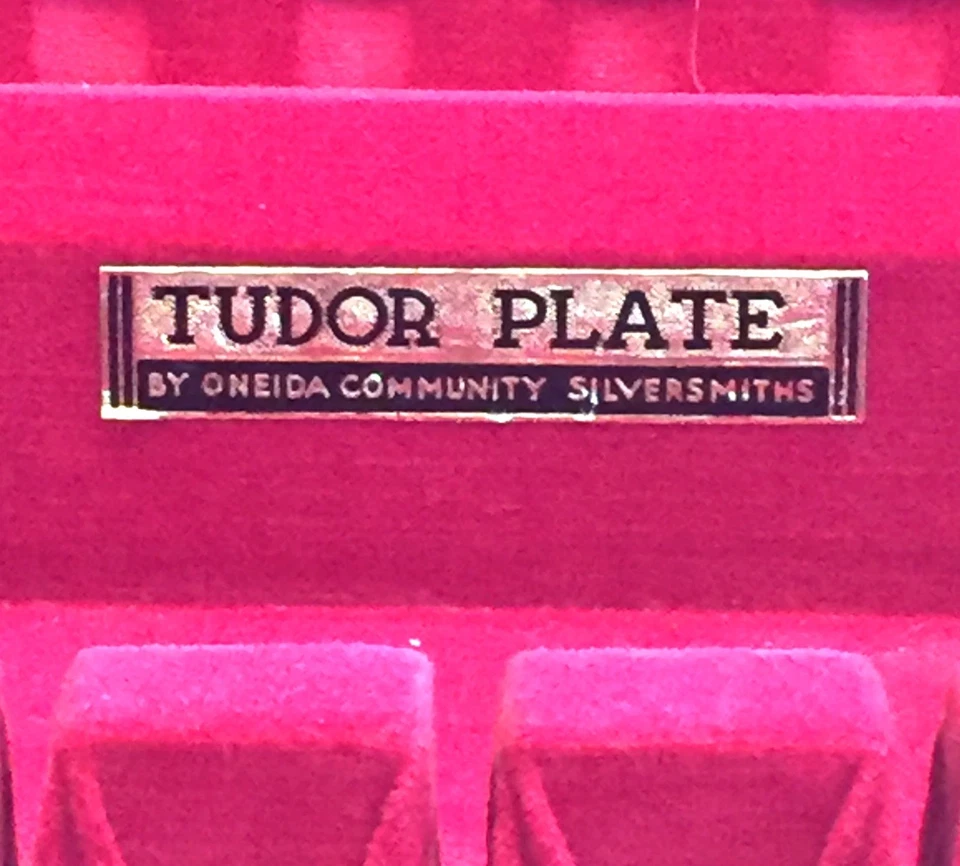 TUDOR PLATE
BY ONEIDA COMMUNITY SILVERSMITHS